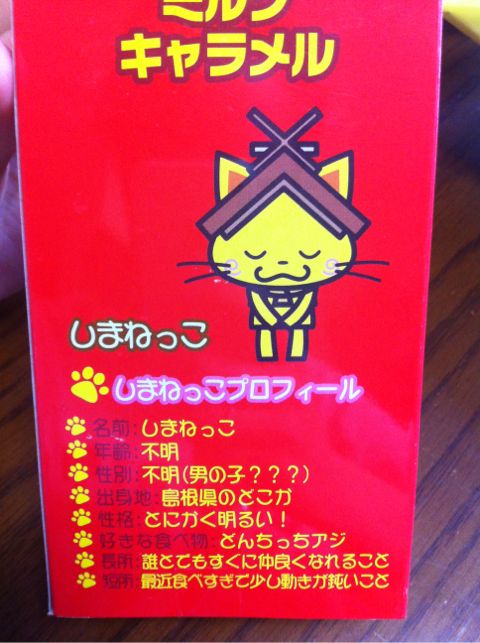 ミルク
キャラメル
しまねっこ
しまねっこプロフィール
名前:しまねっこ
年齢:不明
性別:不明(男の子???)
出身地:島根県のどこか
性格:とにかく明るい!
好きな食べ物:どんちっちアジ
長所:誰とでもすぐに仲良くなれること
短所:最近食べすぎで少し動きが鈍いこと